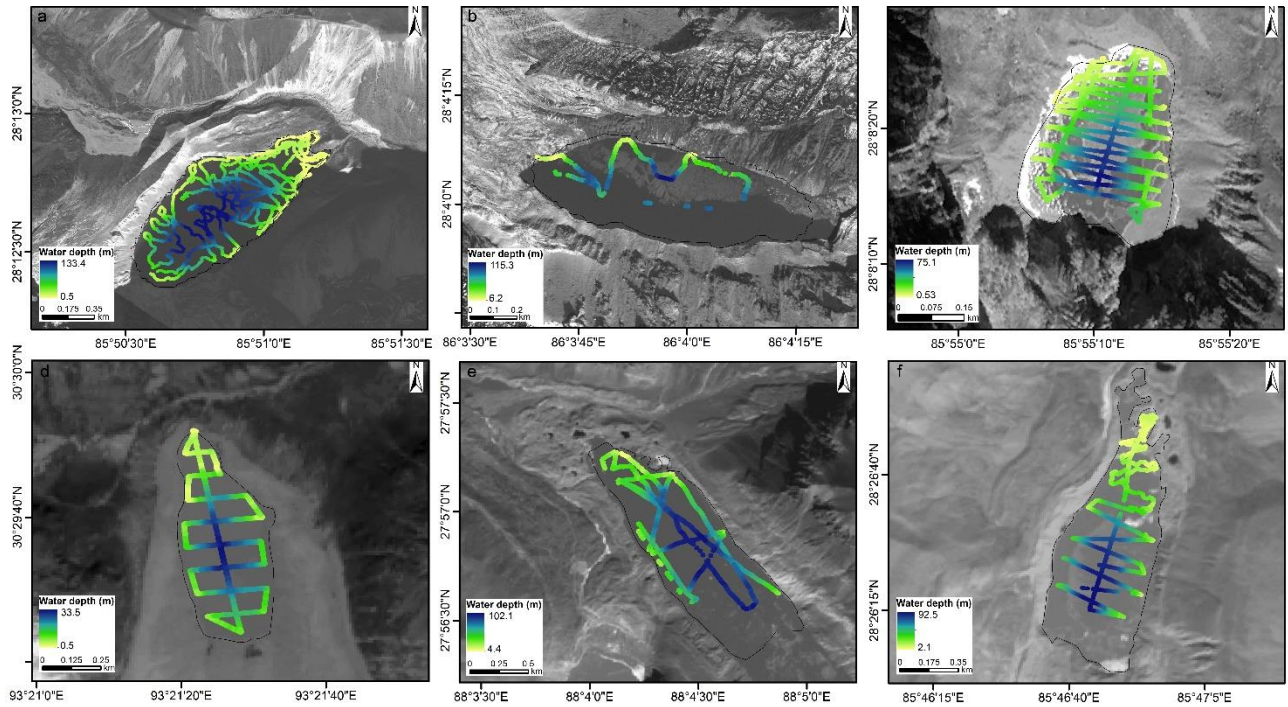 a
N
28°13'0"N
28°12'30"N
Water depth (m)
133.4
0.5
0 0.175 0.35
km
85°50'30"E
85°51'0"E
85°51'30"E
b
N
28°4'15"N
28°4'0"N
Water depth (m)
115.3
6.2
0 0.1 0.2
km
86°3'30"E
86°3'45"E
86°4'0"E
86°4'15"E
N
28°8'20"N
28°8'10"N
Water depth (m)
75.1
0.53
0 0.075 0.15
km
85°55'0"E
85°55'10"E
85°55'20"E
d
N
30°30'0"N
30°29'40"N
Water depth (m)
33.5
0.5
0 0.125 0.25
km
93°21'0"E
93°21'20"E
93°21'40"E
e
N
27°57'30"N
27°57'0"N
27°56'30"N
Water depth (m)
102.1
4.4
0 0.25 0.5
km
88°3'30"E
88°4'0"E
88°4'30"E
88°5'0"E
f
N
28°26'40"N
28°26'15"N
Water depth (m)
92.5
2.1
0 0.175 0.35
km
85°46'15"E
85°46'40"E
85°47'5"E